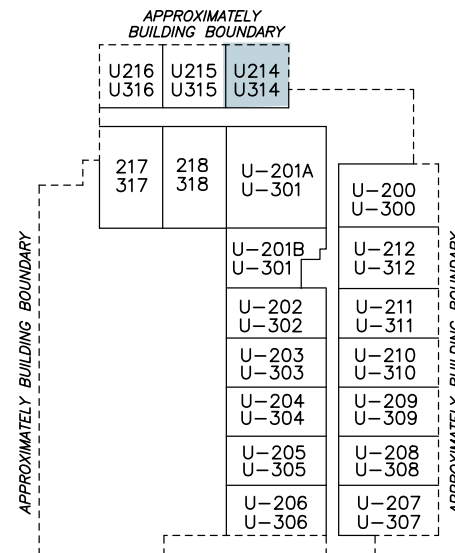 APPROXIMATELY
BUILDING BOUNDARY
U216
U316
U215
U315
U214
U314
217
317
218
318
U-201A
U-301
U-200
U-300
U-201B
U-301
U-212
U-312
U-202
U-302
U-211
U-311
U-203
U-303
U-210
U-310
U-204
U-304
U-209
U-309
U-205
U-305
U-208
U-308
U-206
U-306
U-207
U-307
APPROXIMATELY BUILDING BOUNDARY
APPROXIMATELY BUILDING BOUNDARY